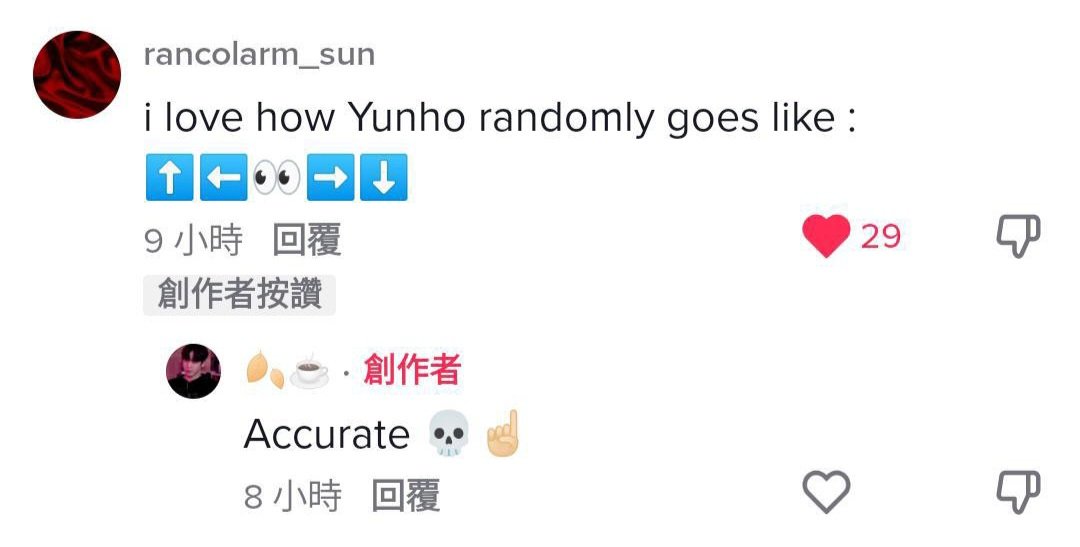 rancolarm_sun
i love how Yunho randomly goes like :
⬆️⬅️👀➡️⬇️
9 小時 回覆
29
創作者按讚
🍂☕ · 創作者
Accurate 💀☝🏼
8 小時 回覆